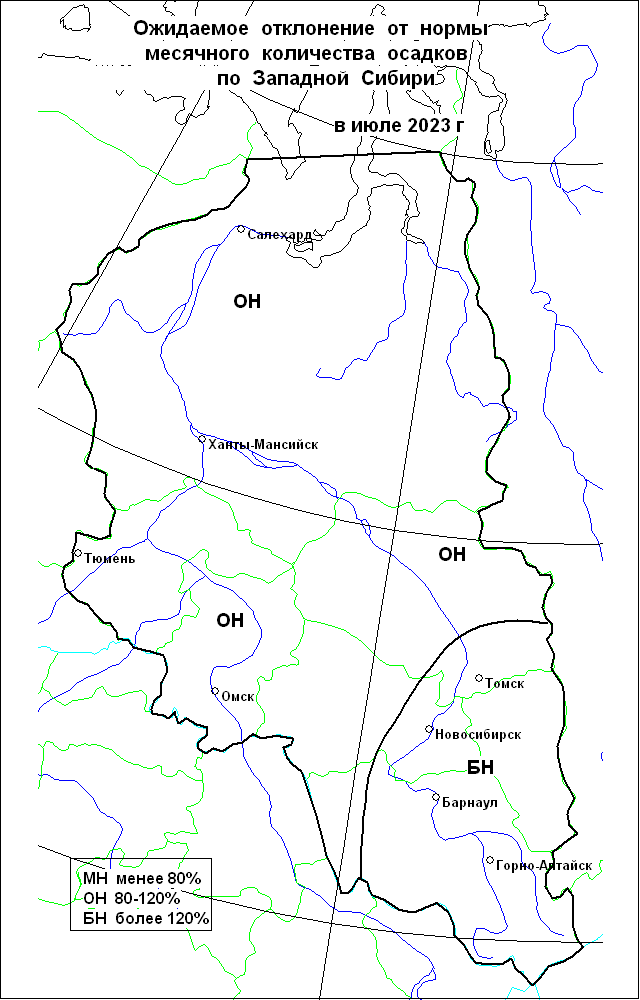 Ожидаемое отклонение от нормы
месячного количества осадков
по Западной Сибири
в июле 2023 г
Салехард
ОН
Ханты-Мансийск
ОН
Тюмень
ОН
Томск
Омск
Новосибирск
БН
Барнаул
Горно-Алтайск
МН менее 80%
ОН 80-120%
БН более 120%